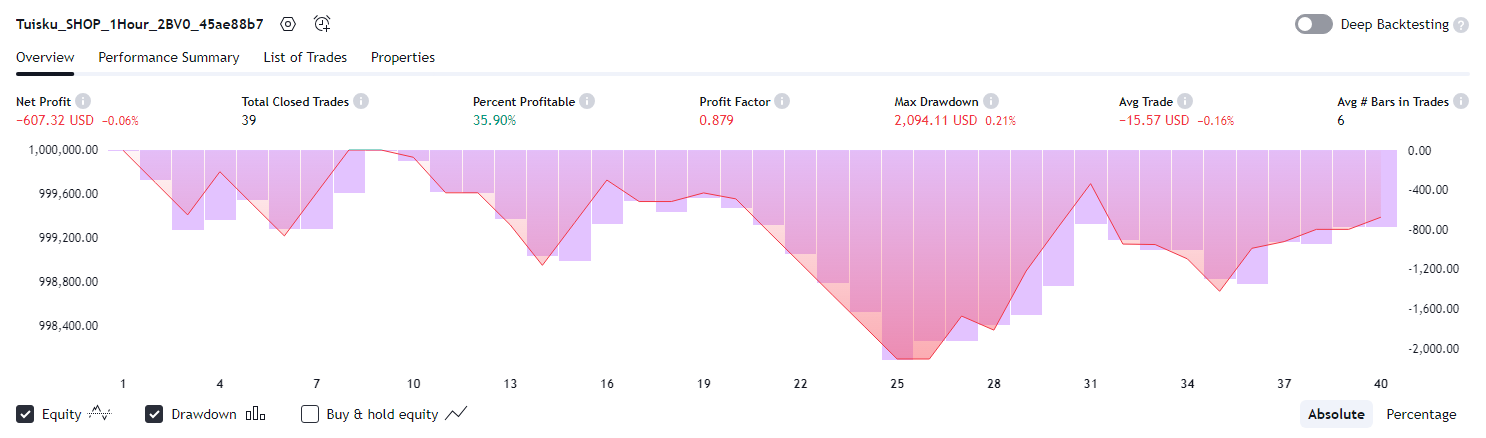 Tuisku_SHOP_1Hour_2BV0_45ae88b7 Deep Backtesting ?
Overview Performance Summary List of Trades Properties
Net Profit i Total Closed Trades i Percent Profitable i Profit Factor i Max Drawdown i Avg Trade i Avg # Bars in Trades i
−607.32 USD −0.06% 39 35.90% 0.879 2,094.11 USD 0.21% −15.57 USD −0.16% 6
1,000,000.00 0.00
999,600.00 -400.00
999,200.00 -800.00
998,800.00 -1,200.00
998,400.00 -1,600.00
-2,000.00
1 4 7 10 13 16 19 22 25 28 31 34 37 40
Equity Drawdown Buy & hold equity Absolute Percentage